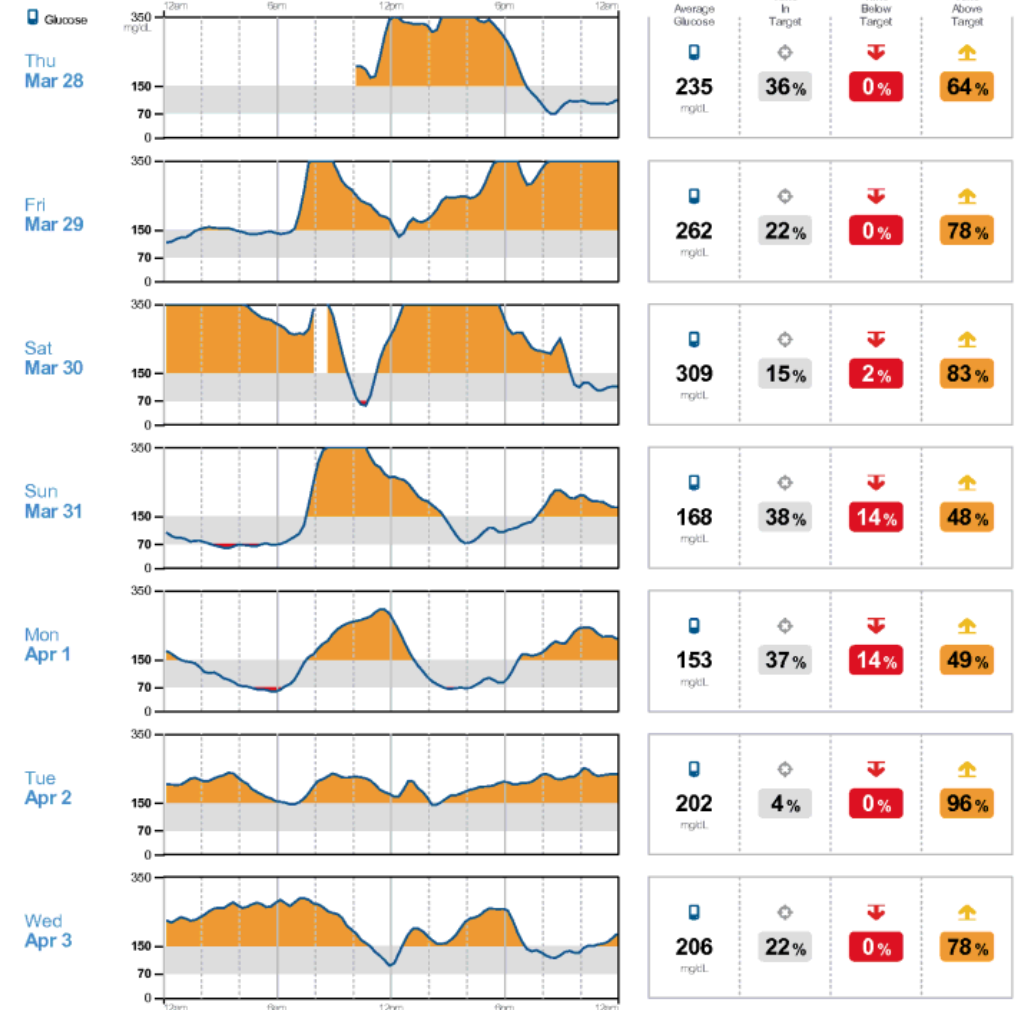 12am 6am 12pm 6pm 12am
Glucose
350
mg/dL
Average In Below Above
Glucose Target Target Target
Thu
Mar 28
150
70
0
235 36% 0% 64%
mg/dL
350
Fri
Mar 29
150
70
0
262 22% 0% 78%
mg/dL
350
Sat
Mar 30
150
70
0
309 15% 2% 83%
mg/dL
350
Sun
Mar 31
150
70
0
168 38% 14% 48%
mg/dL
350
Mon
Apr 1
150
70
0
153 37% 14% 49%
mg/dL
350
Tue
Apr 2
150
70
0
202 4% 0% 96%
mg/dL
350
Wed
Apr 3
150
70
0
206 22% 0% 78%
mg/dL
12am 6am 12pm 6pm 12am